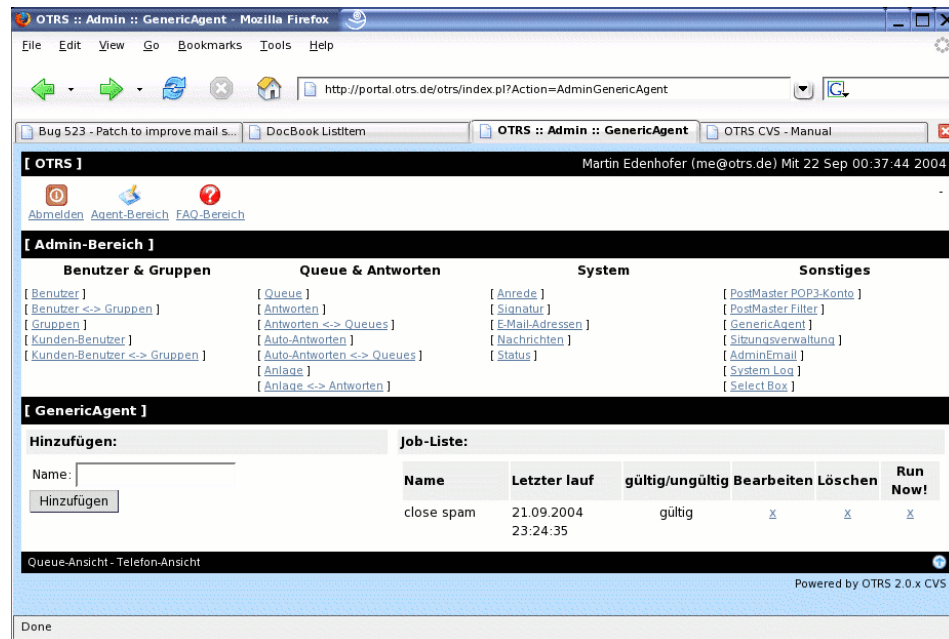 OTRS :: Admin :: GenericAgent - Mozilla Firefox
File Edit View Go Bookmarks Tools Help
http://portal.otrs.de/otrs/index.pl?Action=AdminGenericAgent
G
Bug 523 - Patch to improve mail s... DocBook ListItem OTRS :: Admin :: GenericAgent OTRS CVS - Manual
[ OTRS ] Martin Edenhofer (me@otrs.de) Mit 22 Sep 00:37:44 2004
Abmelden Agent-Bereich FAQ-Bereich -
[ Admin-Bereich ]
Benutzer & Gruppen Queue & Antworten System Sonstiges
[ Benutzer ] [ Queue ] [ Anrede ] [ PostMaster POP3-Konto ]
[ Benutzer <-> Gruppen ] [ Antworten ] [ Signatur ] [ PostMaster Filter ]
[ Gruppen ] [ Antworten <-> Queues ] [ E-Mail-Adressen ] [ GenericAgent ]
[ Kunden-Benutzer ] [ Auto-Antworten ] [ Nachrichten ] [ Sitzungsverwaltung ]
[ Kunden-Benutzer <-> Gruppen ] [ Auto-Antworten <-> Queues ] [ Status ] [ AdminEmail ]
[ Anlage ] [ System Log ]
[ Anlage <-> Antworten ] [ Select Box ]
[ GenericAgent ]
Hinzufügen: Job-Liste:
Name:
Hinzufügen
Name Letzter lauf gültig/ungültig Bearbeiten Löschen Run
Now!
close spam 21.09.2004 gültig x x x
23:24:35
Queue-Ansicht - Telefon-Ansicht
Powered by OTRS 2.0.x CVS
Done